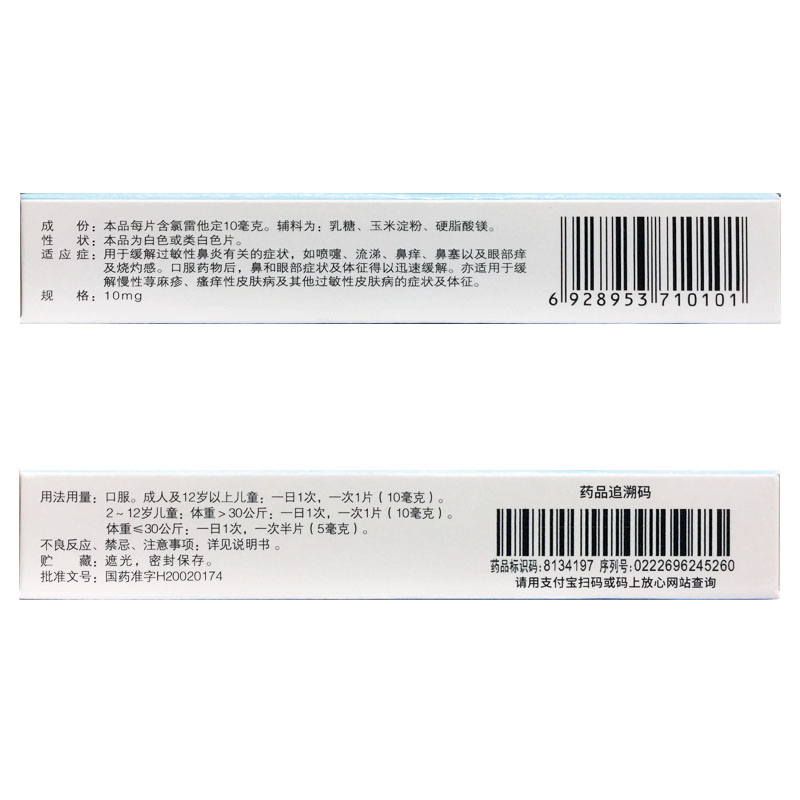 成　份：本品每片含氯雷他定10毫克。辅料为：乳糖、玉米淀粉、硬脂酸镁。
性　状：本品为白色或类白色片。
适应症：用于缓解过敏性鼻炎有关的症状，如喷嚏、流涕、鼻痒、鼻塞以及眼部痒
及烧灼感。口服药物后，鼻和眼部症状及体征得以迅速缓解。亦适用于缓
解慢性荨麻疹、瘙痒性皮肤病及其他过敏性皮肤病的症状及体征。
规　格：10mg
6 928953 710101
用法用量：口服。成人及12岁以上儿童：一日1次，一次1片（10毫克）。
2～12岁儿童：体重＞30公斤：一日1次，一次1片（10毫克）。
体重≤30公斤：一日1次，一次半片（5毫克）。
不良反应、禁忌、注意事项：详见说明书。
贮　藏：遮光，密封保存。
批准文号：国药准字H20020174
药品追溯码
药品标识码：8134197 序列号：0222696245260
请用支付宝扫码或码上放心网站查询